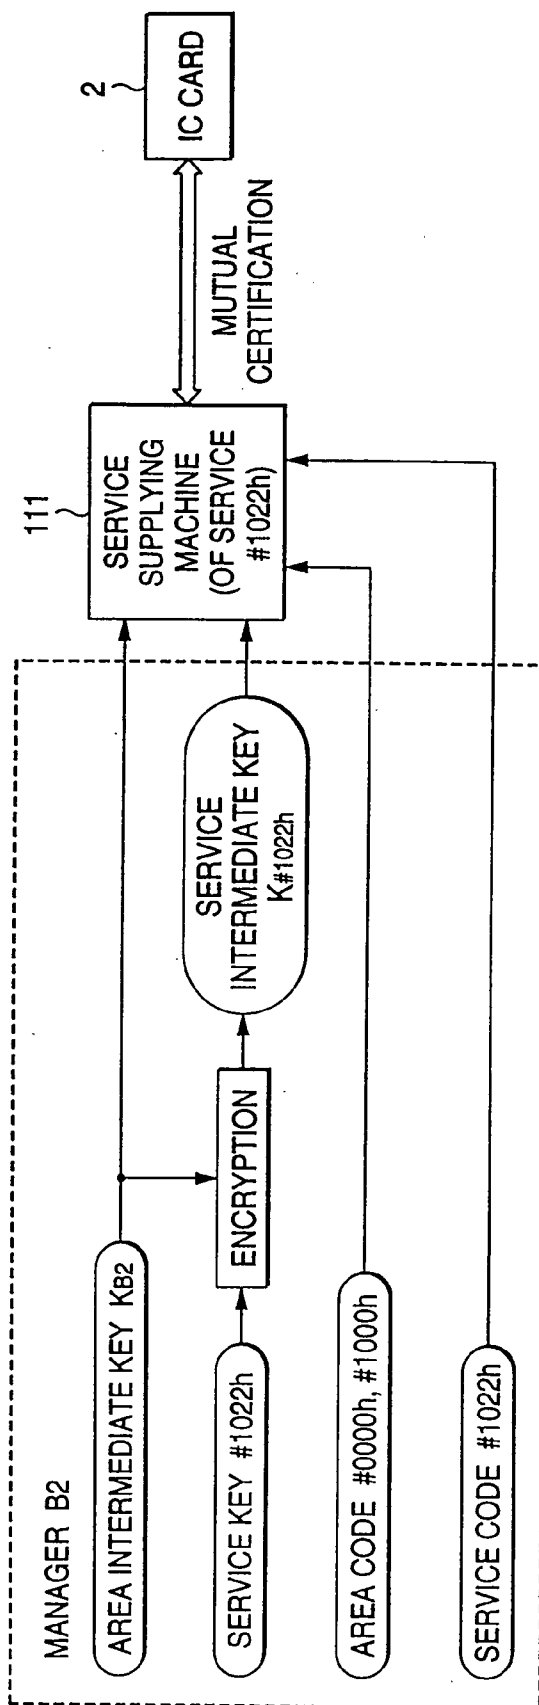 MANAGER B2
AREA INTERMEDIATE KEY KB2
SERVICE KEY #1022h
AREA CODE #0000h, #1000h
SERVICE CODE #1022h
ENCRYPTION
SERVICE
INTERMEDIATE KEY
K#1022h
111
SERVICE
SUPPLYING
MACHINE
(OF SERVICE
#1022h)
MUTUAL
CERTIFICATION
2
IC CARD